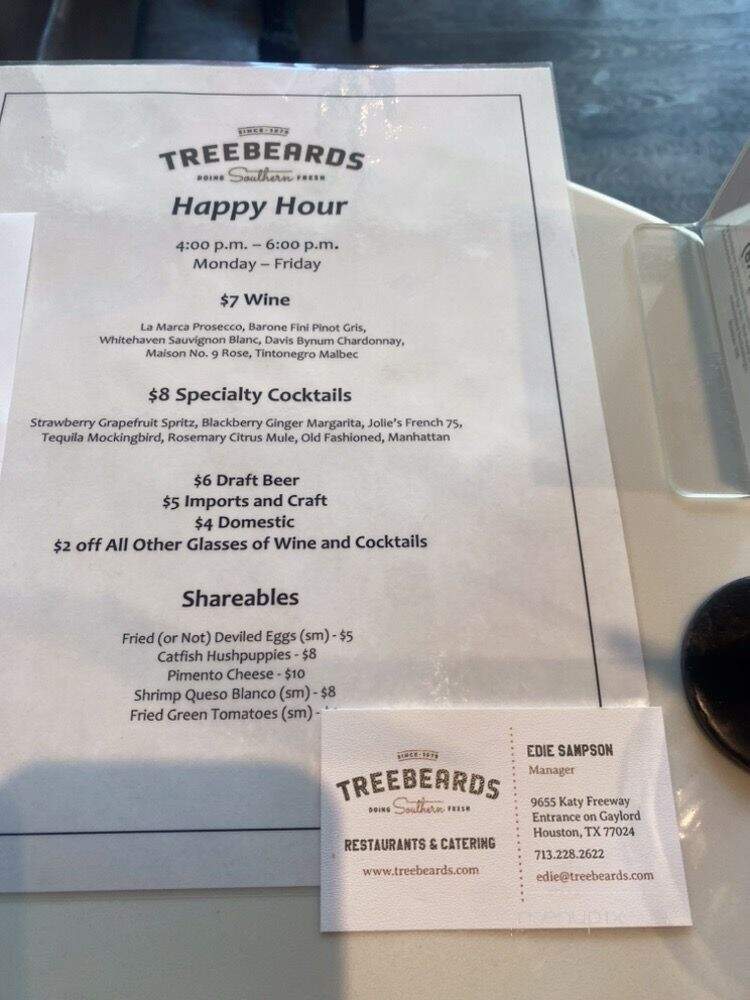 SINCE · 1978
TREEBEARDS
DOING Southern FRESH
Happy Hour
4:00 p.m. – 6:00 p.m.
Monday – Friday
$7 Wine
La Marca Prosecco, Barone Fini Pinot Gris,
Whitehaven Sauvignon Blanc, Davis Bynum Chardonnay,
Maison No. 9 Rose, Tintonegro Malbec
$8 Specialty Cocktails
Strawberry Grapefruit Spritz, Blackberry Ginger Margarita, Jolie's French 75,
Tequila Mockingbird, Rosemary Citrus Mule, Old Fashioned, Manhattan
$6 Draft Beer
$5 Imports and Craft
$4 Domestic
$2 off All Other Glasses of Wine and Cocktails
Shareables
Fried (or Not) Deviled Eggs (sm) - $5
Catfish Hushpuppies - $8
Pimento Cheese - $10
Shrimp Queso Blanco (sm) - $8
Fried Green Tomatoes (sm) -
SINCE · 1978
TREEBEARDS
DOING Southern FRESH
RESTAURANTS & CATERING
www.treebeards.com
EDIE SAMPSON
Manager
9655 Katy Freeway
Entrance on Gaylord
Houston, TX 77024
713.228.2622
edie@treebeards.com